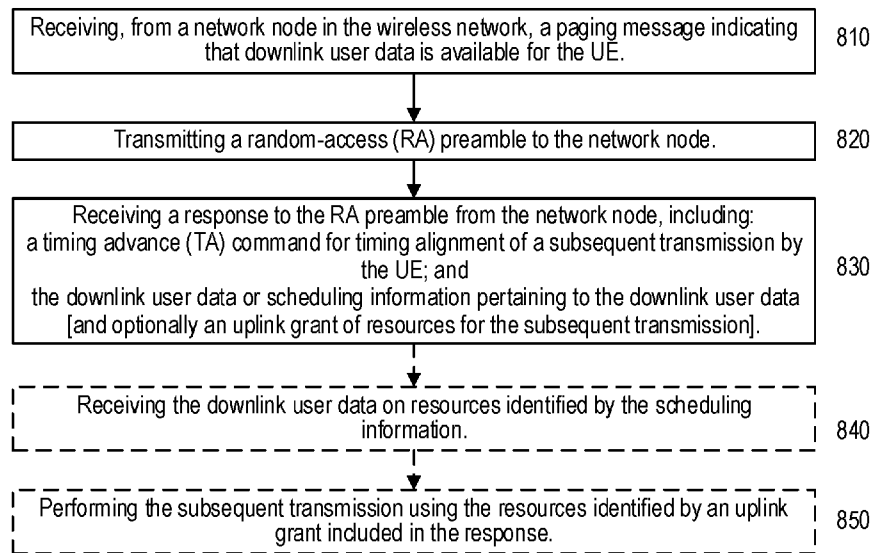 Receiving, from a network node in the wireless network, a paging message indicating
that downlink user data is available for the UE.
810
Transmitting a random-access (RA) preamble to the network node.
820
Receiving a response to the RA preamble from the network node, including:
a timing advance (TA) command for timing alignment of a subsequent transmission by
the UE; and
the downlink user data or scheduling information pertaining to the downlink user data
[and optionally an uplink grant of resources for the subsequent transmission].
830
Receiving the downlink user data on resources identified by the scheduling
information.
840
Performing the subsequent transmission using the resources identified by an uplink
grant included in the response.
850